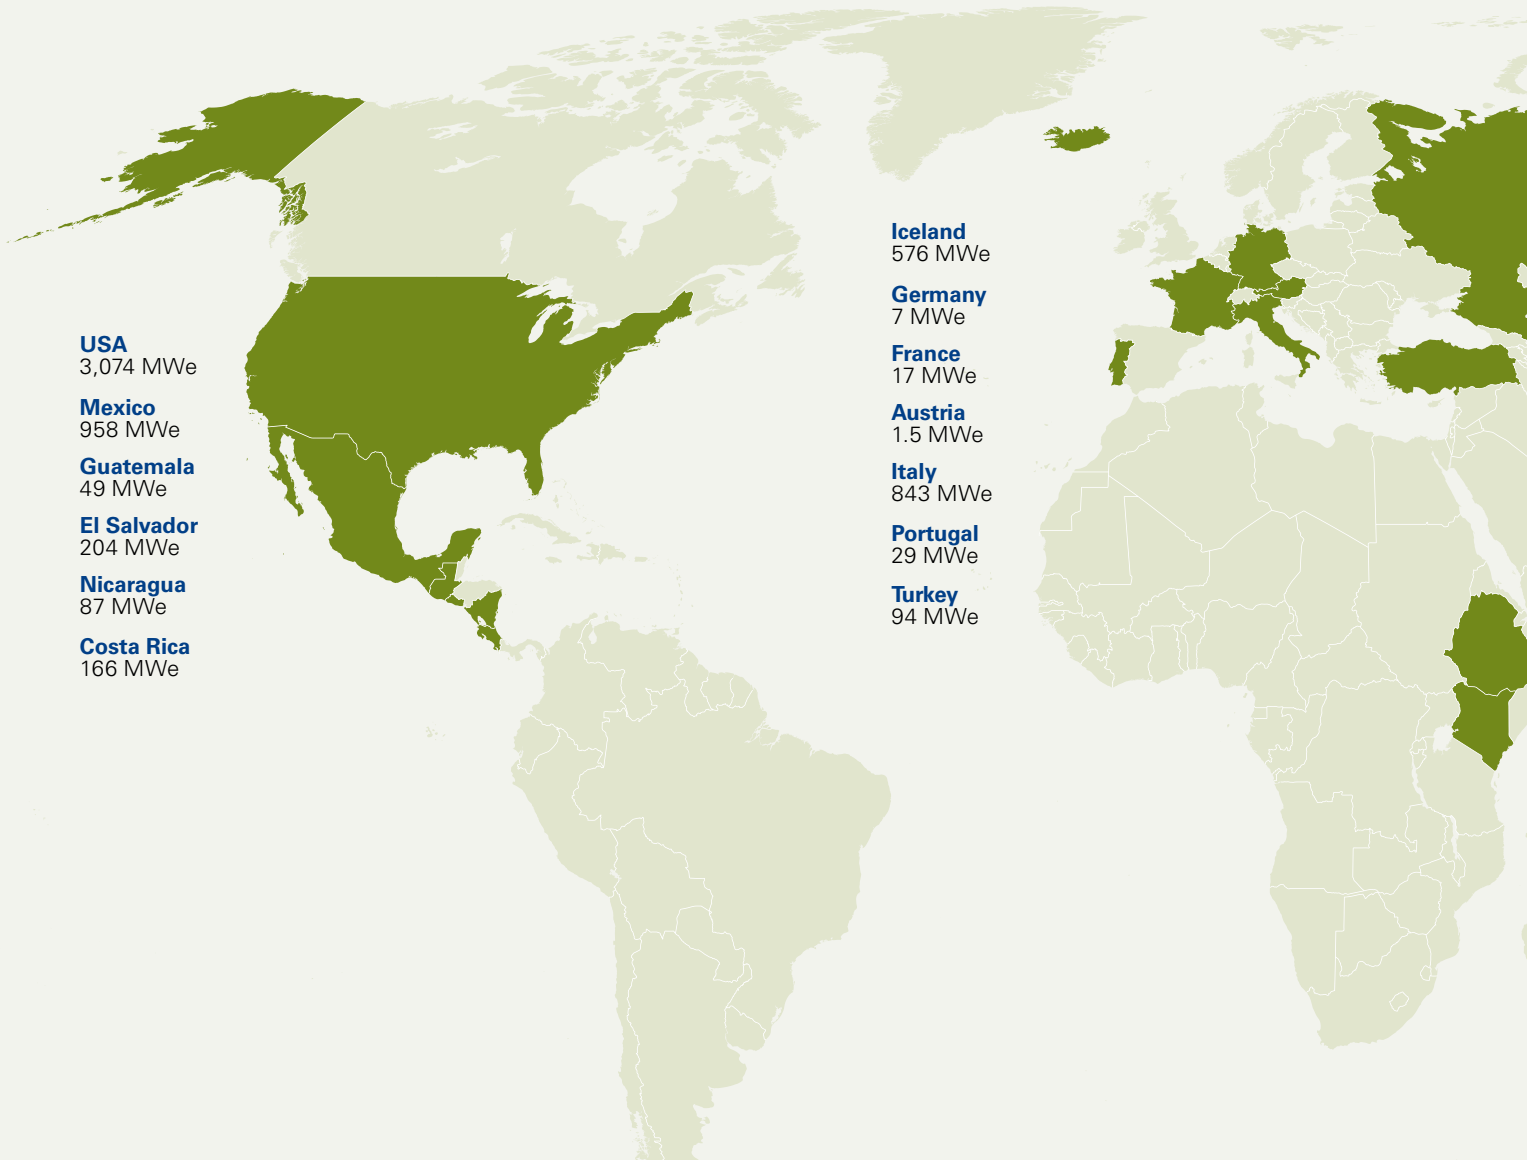 USA
3,074 MWe
Mexico
958 MWe
Guatemala
49 MWe
El Salvador
204 MWe
Nicaragua
87 MWe
Costa Rica
166 MWe
Iceland
576 MWe
Germany
7 MWe
France
17 MWe
Austria
1.5 MWe
Italy
843 MWe
Portugal
29 MWe
Turkey
94 MWe